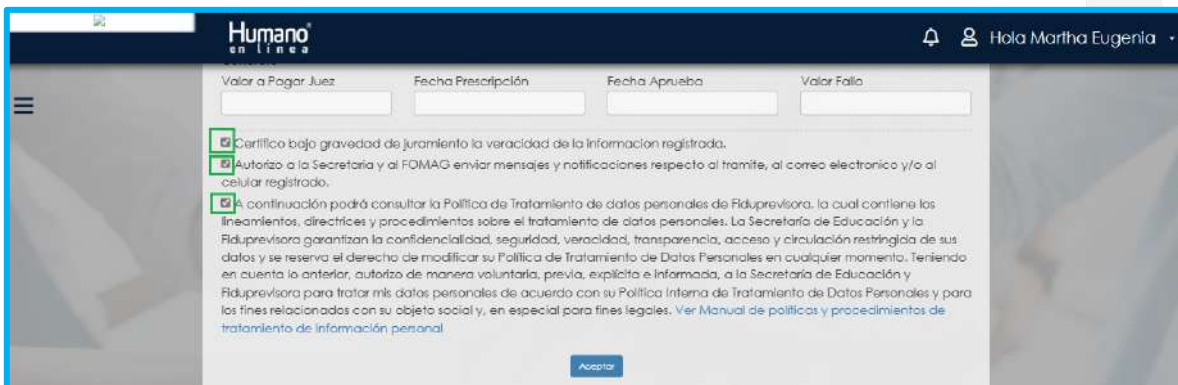 Humano
en línea
Hola Martha Eugenia
Valor a Pagar Juez
Fecha Prescripción
Fecha Aprueba
Valor Fallo
Certifico bajo gravedad de juramento la veracidad de la informacion registrada.
Autorizo a la Secretaria y al FOMAG enviar mensajes y notificaciones respecto al tramite, al correo electronico y/o al
celular registrado.
A continuación podrá consultar la Política de Tratamiento de datos personales de Fiduprevisora, la cual contiene los
lineamientos, directrices y procedimientos sobre el tratamiento de datos personales. La Secretaría de Educación y la
Fiduprevisora garantizan la confidencialidad, seguridad, veracidad, transparencia, acceso y circulación restringida de sus
datos y se reserva el derecho de modificar su Política de Tratamiento de Datos Personales en cualquier momento. Teniendo
en cuenta lo anterior, autorizo de manera voluntaria, previa, explícita e informada, a la Secretaría de Educación y
Fiduprevisora para tratar mis datos personales de acuerdo con su Política Interna de Tratamiento de Datos Personales y para
los fines relacionados con su objeto social y, en especial para fines legales. Ver Manual de políticas y procedimientos de
tratamiento de información personal
Aceptar